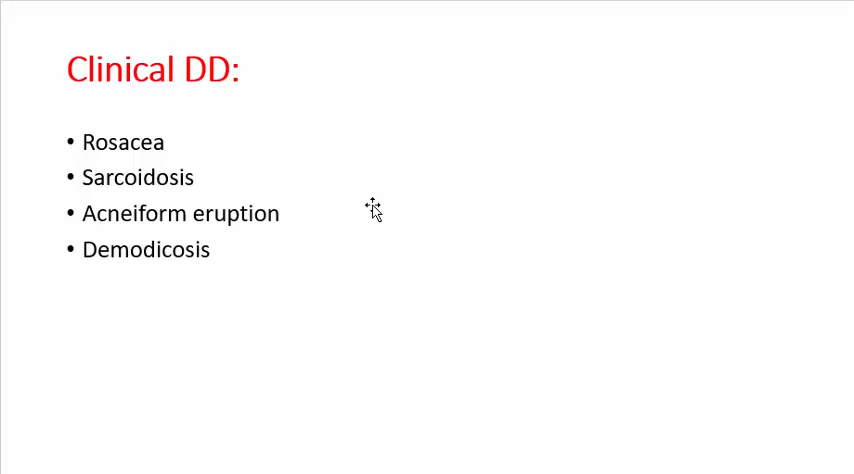 Clinical DD:
• Rosacea
• Sarcoidosis
• Acneiform eruption
• Demodicosis